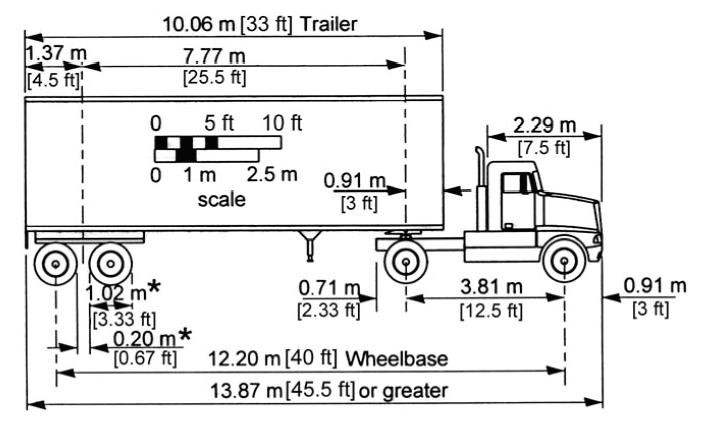 10.06 m [33 ft] Trailer
1.37 m
[4.5 ft]
7.77 m
[25.5 ft]
0 5 ft 10 ft
0 1 m 2.5 m
scale
2.29 m
[7.5 ft]
0.91 m
[3 ft]
1.02 m*
[3.33 ft]
0.20 m*
[0.67 ft]
0.71 m
[2.33 ft]
3.81 m
[12.5 ft]
0.91 m
[3 ft]
12.20 m [40 ft] Wheelbase
13.87 m [45.5 ft] or greater